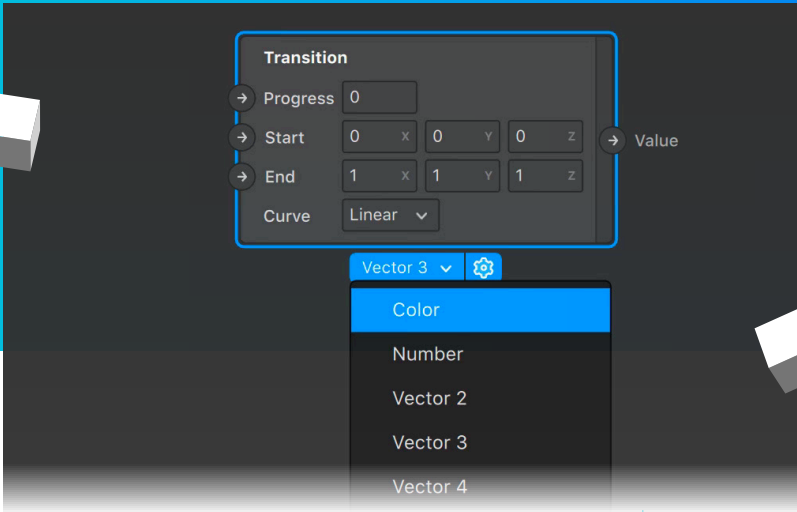 Transition
Progress 0
Start 0 X 0 Y 0 Z Value
End 1 X 1 Y 1 Z
Curve Linear
Vector 3
Color
Number
Vector 2
Vector 3
Vector 4